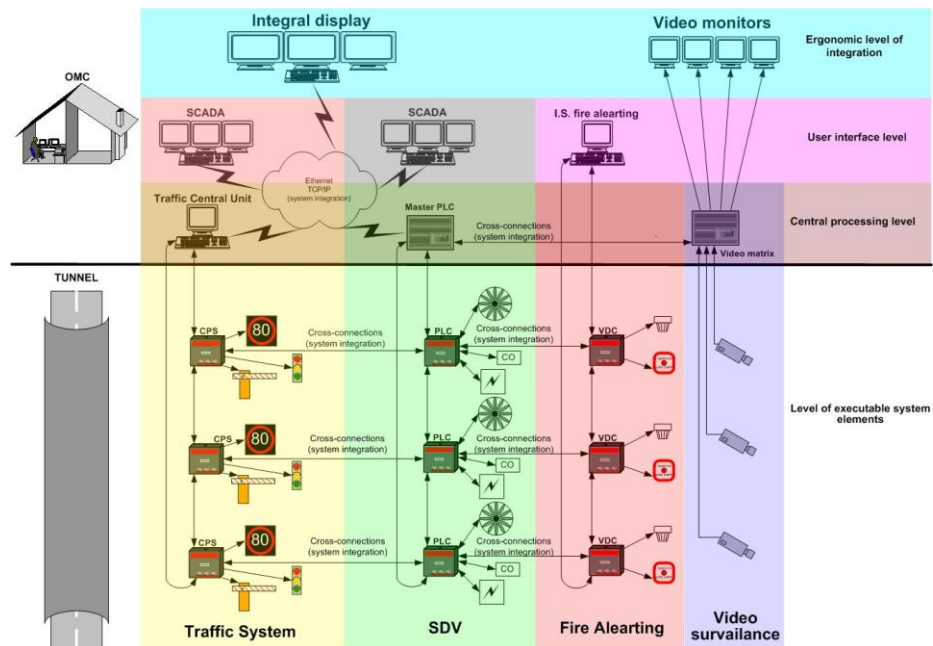 Integral display
Video monitors
Ergonomic level of
integration
OMC
SCADA
SCADA
I.S. fire alearting
User interface level
Ethernet
TCP/IP
(system integration)
Traffic Central Unit
Master PLC
Cross-connections
(system integration)
Central processing level
Video matrix
TUNNEL
CPS
80
Cross-connections
(system integration)
PLC
Cross-connections
(system integration)
CO
VDC
CPS
80
Cross-connections
(system integration)
PLC
Cross-connections
(system integration)
CO
VDC
Level of executable system
elements
CPS
80
Cross-connections
(system integration)
PLC
Cross-connections
(system integration)
CO
VDC
Traffic System
SDV
Fire Alearting
Video
survailance